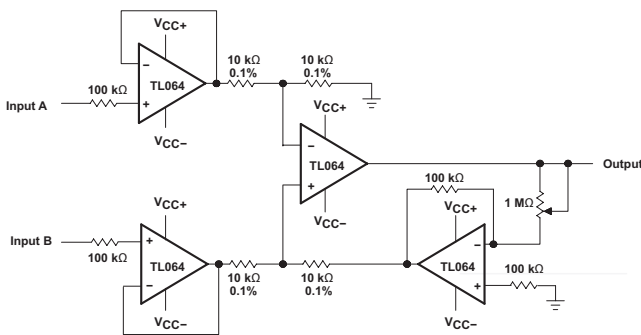 VCC+
10 kΩ
0.1%
10 kΩ
0.1%
100 kΩ
TL064
Input A
VCC−
VCC+
TL064
Output
100 kΩ
1 MΩ
VCC+
VCC−
VCC+
Input B
100 kΩ
TL064
10 kΩ
0.1%
10 kΩ
0.1%
TL064
100 kΩ
VCC−
VCC−
−
+
−
+
+
−
−
+